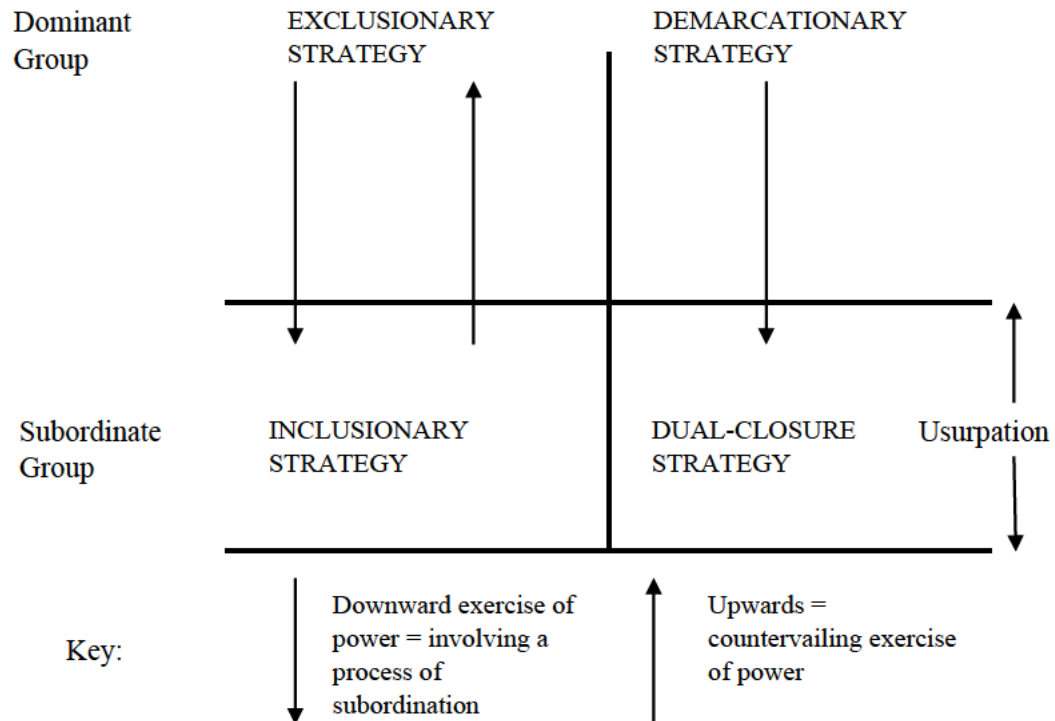 Dominant
Group
EXCLUSIONARY
STRATEGY
DEMARCATIONARY
STRATEGY
Subordinate
Group
INCLUSIONARY
STRATEGY
DUAL-CLOSURE
STRATEGY
Usurpation
Key:
Downward exercise of
power = involving a
process of
subordination
Upwards =
countervailing exercise
of power